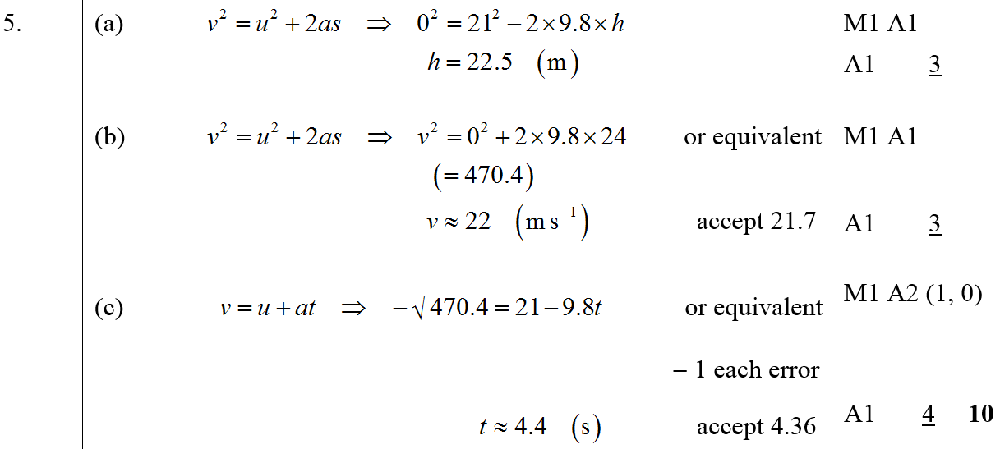 5. (a) v² = u² + 2as ⇒ 0² = 21² − 2×9.8×h M1 A1
h = 22.5 (m) A1 3
(b) v² = u² + 2as ⇒ v² = 0² + 2×9.8×24 or equivalent M1 A1
(= 470.4)
v ≈ 22 (m s⁻¹) accept 21.7 A1 3
(c) v = u + at ⇒ −√470.4 = 21 − 9.8t or equivalent M1 A2 (1, 0)
− 1 each error
t ≈ 4.4 (s) accept 4.36 A1 4 10